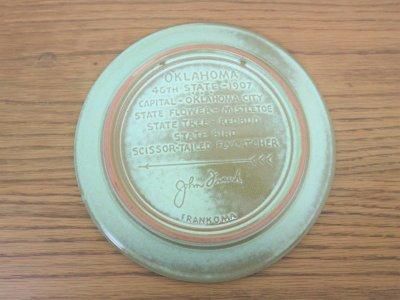 OKLAHOMA
46TH STATE - 1907
CAPITAL - OKLAHOMA CITY
STATE FLOWER - MISTLETOE
STATE TREE - REDBUD
STATE BIRD
SCISSOR-TAILED FLYCATCHER
John Frank
FRANKOMA